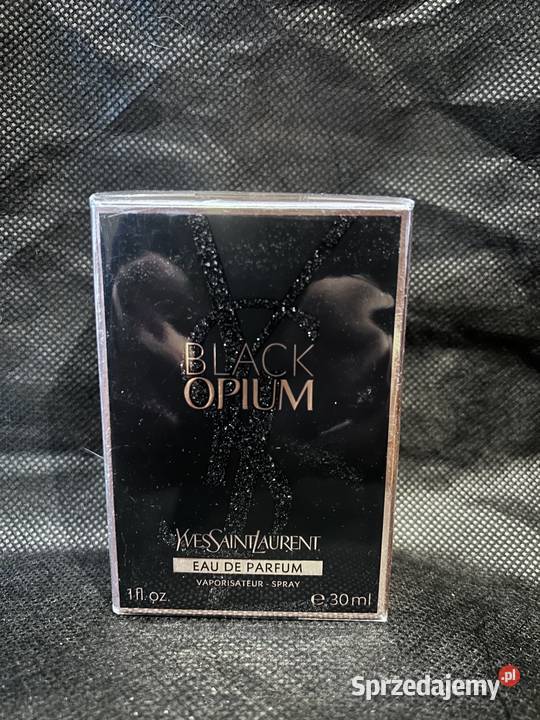 BLACK
OPIUM
YVESSAINTLAURENT
EAU DE PARFUM
VAPORISATEUR - SPRAY
1 fl. oz. ℮ 30 ml
Sprzedajemy.pl